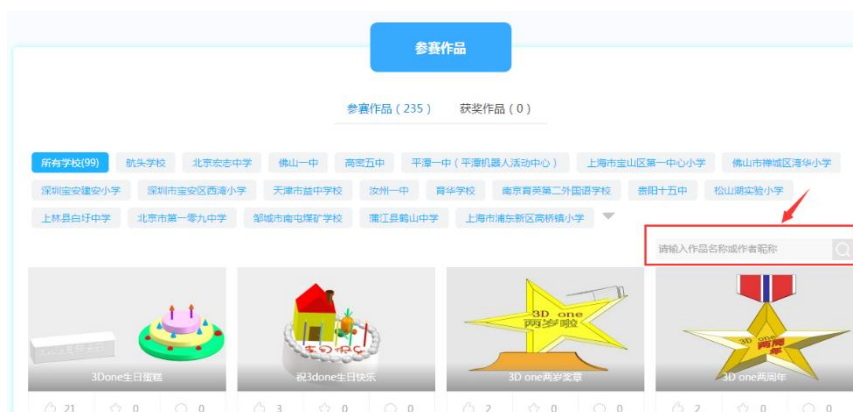 参赛作品
参赛作品 ( 235 ) 获奖作品 ( 0 )
所有学校(99) 航头学校 北京宏志中学 佛山一中 高密五中 平潭一中 ( 平潭机器人活动中心 ) 上海市宝山区第一中心小学 佛山市禅城区湾华小学
深圳宝安建安小学 深圳市宝安区西湾小学 天津市益中学校 汝州一中 育华学校 南京育英第二外国语学校 贵阳十五中 松山湖实验小学
上林县白圩中学 北京市第一零九中学 邹城市南屯煤矿学校 蒲江县鹤山中学 上海市浦东新区高桥镇小学
请输入作品名称或作者昵称
3D one
两岁啦
3D one
两周年
3Done生日蛋糕 祝3done生日快乐 3D one两岁奖章 3D one两周年
21 0 0 3 0 0 2 0 0 2 0 0